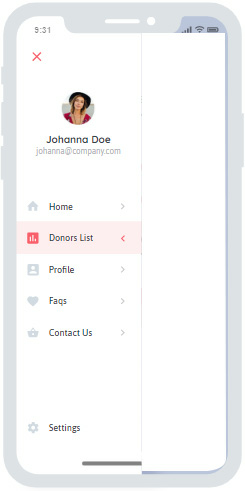 9:31
Johanna Doe
johanna@company.com
Home
Donors List
Profile
Faqs
Contact Us
Settings